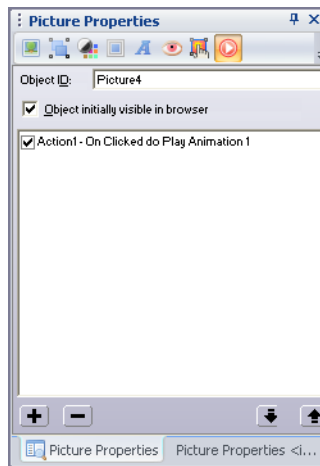 Picture Properties
Object ID: Picture4
Object initially visible in browser
Action1 - On Clicked do Play Animation 1
Picture Properties Picture Properties <i...